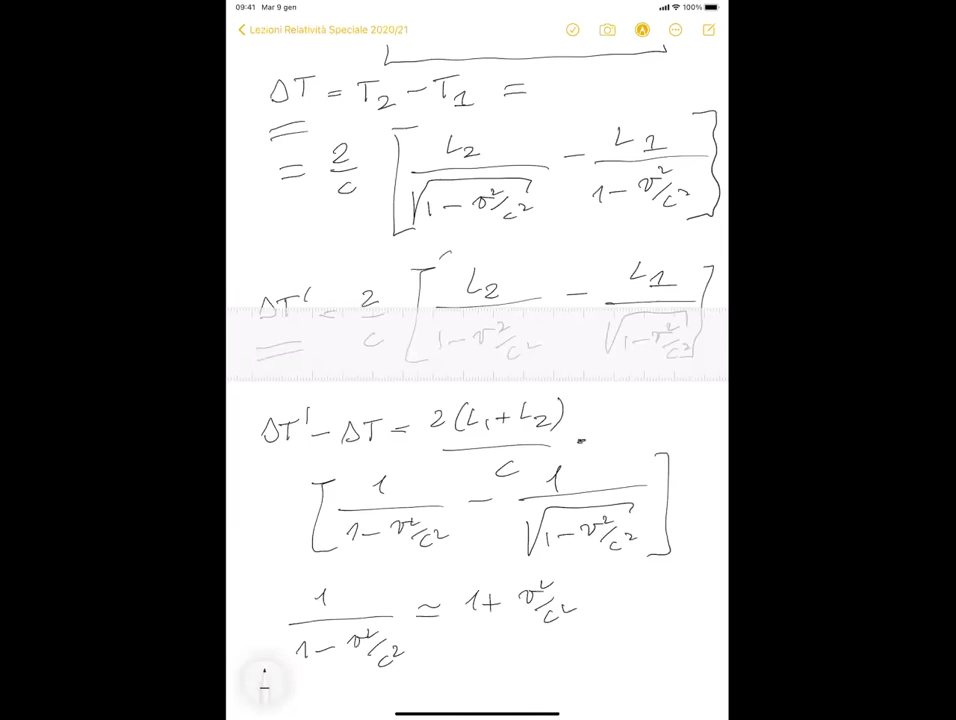 09:41 Mar 9 gen 100%
Lezioni Relatività Speciale 2020/21
ΔT = T₂ − T₁ =
= 2/c [ L₂/√(1 − v²/c²) − L₁/(1 − v²/c²) ]
ΔT' = 2/c [ L₂/(1 − v²/c²) − L₁/√(1 − v²/c²) ]
ΔT' − ΔT = 2(L₁ + L₂)/c ·
[ 1/(1 − v²/c²) − 1/√(1 − v²/c²) ]
1/(1 − v²/c²) ≃ 1 + v²/c²